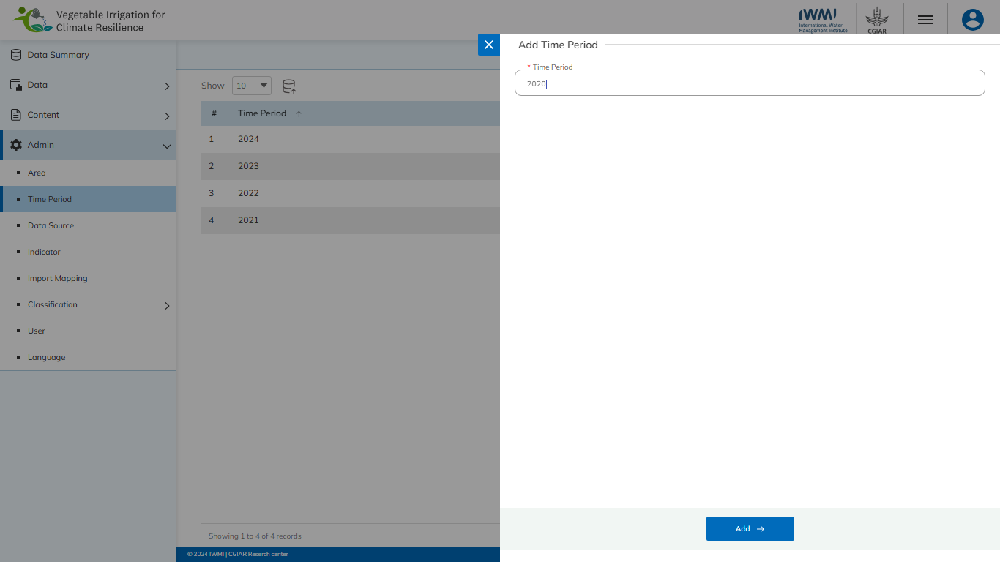 Vegetable Irrigation for
Climate Resilience
IWMI
International Water
Management Institute
CGIAR
Data Summary
Data
Content
Admin
Area
Time Period
Data Source
Indicator
Import Mapping
Classification
User
Language
Show 10
# Time Period
1 2024
2 2023
3 2022
4 2021
Showing 1 to 4 of 4 records
© 2024 IWMI | CGIAR Reserch center
Add Time Period
* Time Period
2020
Add